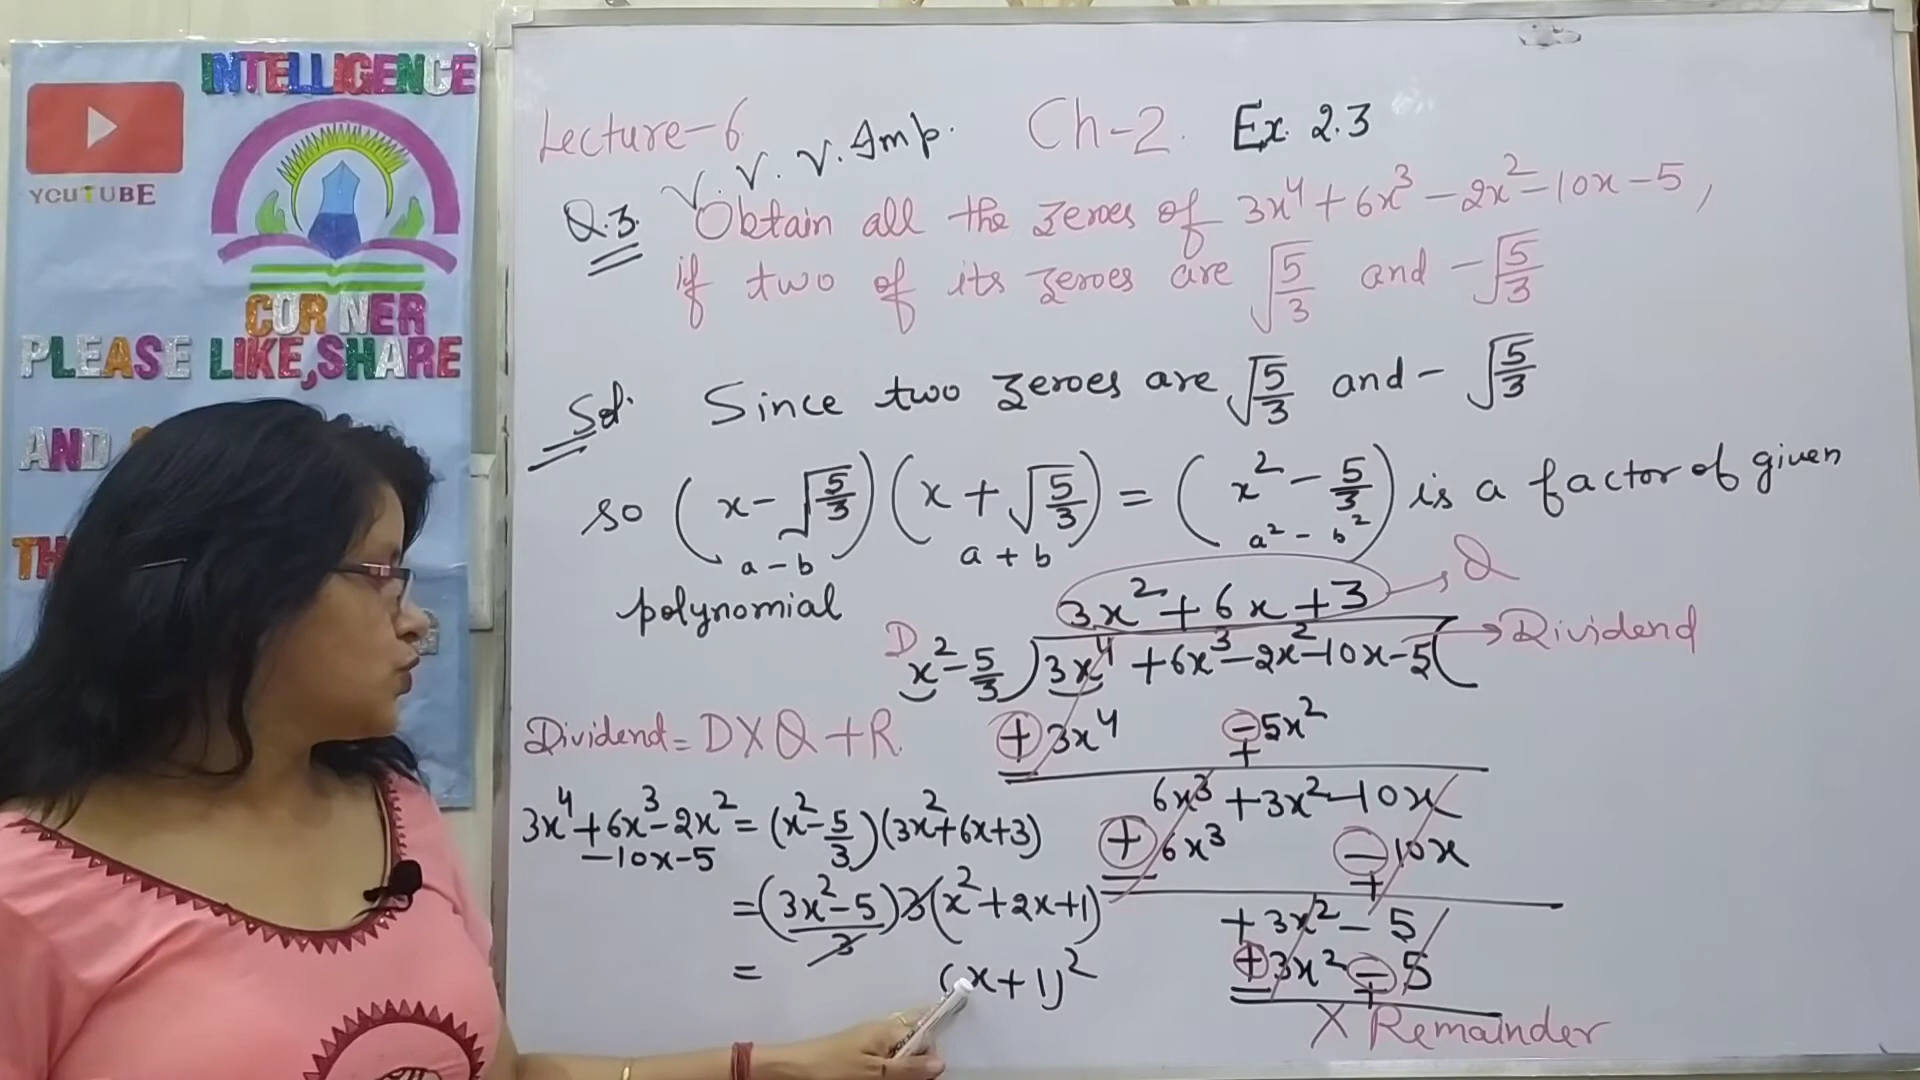 INTELLIGENCE
YOUTUBE
CORNER
PLEASE LIKE,SHARE
AND
TH
Lecture-6 V. V. V. Imp. Ch-2. Ex. 2.3
Q.3. Obtain all the zeroes of 3x⁴ + 6x³ - 2x² - 10x - 5,
if two of its zeroes are √5/3 and -√5/3
Sol. Since two zeroes are √5/3 and - √5/3
so (x - √5/3)(x + √5/3) = (x² - 5/3) is a factor of given
a - b a + b a² - b²
polynomial
3x² + 6x + 3 → Q
D x² - 5/3 ) 3x⁴ + 6x³ - 2x² - 10x - 5 ( → Dividend
+ 3x⁴ - 5x²
+
Dividend = D X Q + R.
6x³ + 3x² - 10x
+ 6x³ - 10x
+
+ 3x² - 5
+ 3x² - 5
+
X Remainder
3x⁴ + 6x³ - 2x² = (x² - 5/3)(3x² + 6x + 3)
- 10x - 5
= (3x² - 5)/3 3(x² + 2x + 1)
= (x + 1)²